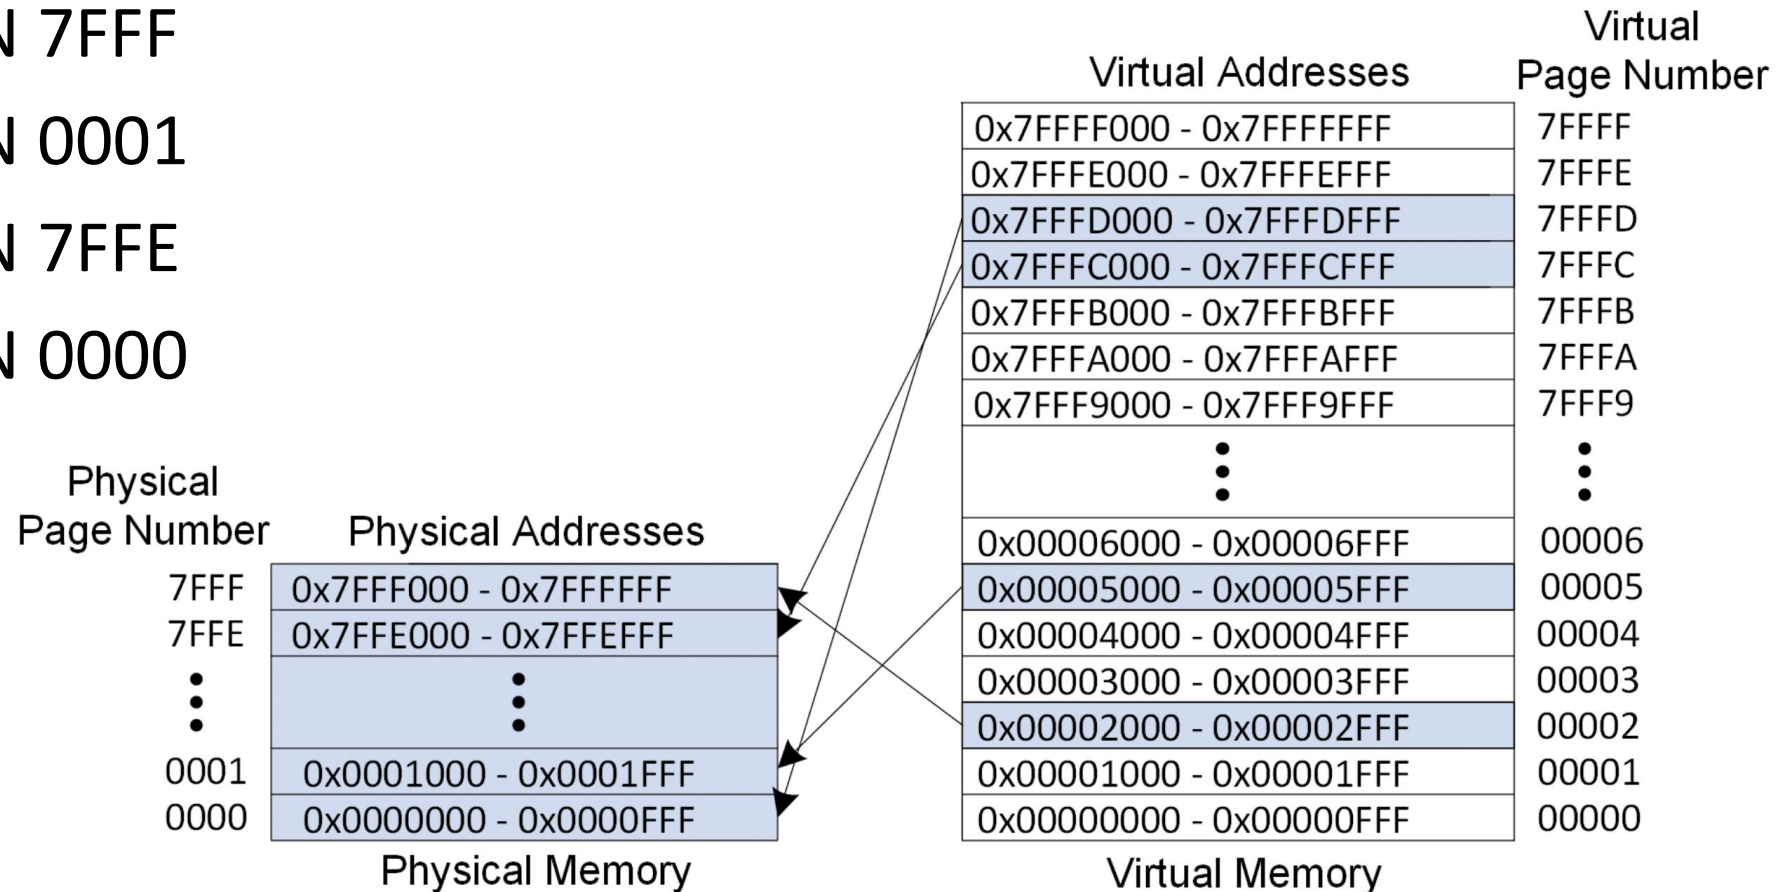 N 7FFF
N 0001
N 7FFE
N 0000
Virtual Addresses
Virtual
Page Number
0x7FFFF000 - 0x7FFFFFFF 7FFFF
0x7FFFE000 - 0x7FFFEFFF 7FFFE
0x7FFFD000 - 0x7FFFDFFF 7FFFD
0x7FFFC000 - 0x7FFFCFFF 7FFFC
0x7FFFB000 - 0x7FFFBFFF 7FFFB
0x7FFFA000 - 0x7FFFAFFF 7FFFA
0x7FFF9000 - 0x7FFF9FFF 7FFF9
0x00006000 - 0x00006FFF 00006
0x00005000 - 0x00005FFF 00005
0x00004000 - 0x00004FFF 00004
0x00003000 - 0x00003FFF 00003
0x00002000 - 0x00002FFF 00002
0x00001000 - 0x00001FFF 00001
0x00000000 - 0x00000FFF 00000
Virtual Memory
Physical
Page Number
Physical Addresses
7FFF 0x7FFF000 - 0x7FFFFFF
7FFE 0x7FFE000 - 0x7FFEFFF
0001 0x0001000 - 0x0001FFF
0000 0x0000000 - 0x0000FFF
Physical Memory